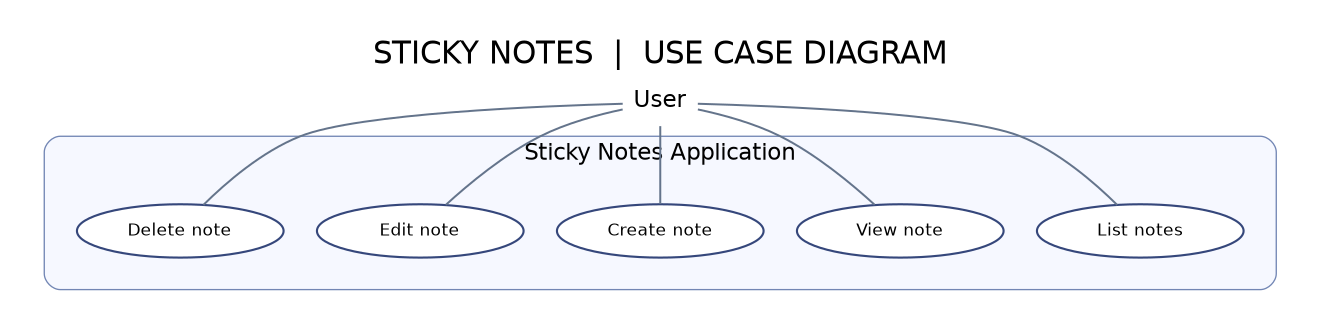 STICKY NOTES | USE CASE DIAGRAM
User
Sticky Notes Application
Delete note
Edit note
Create note
View note
List notes